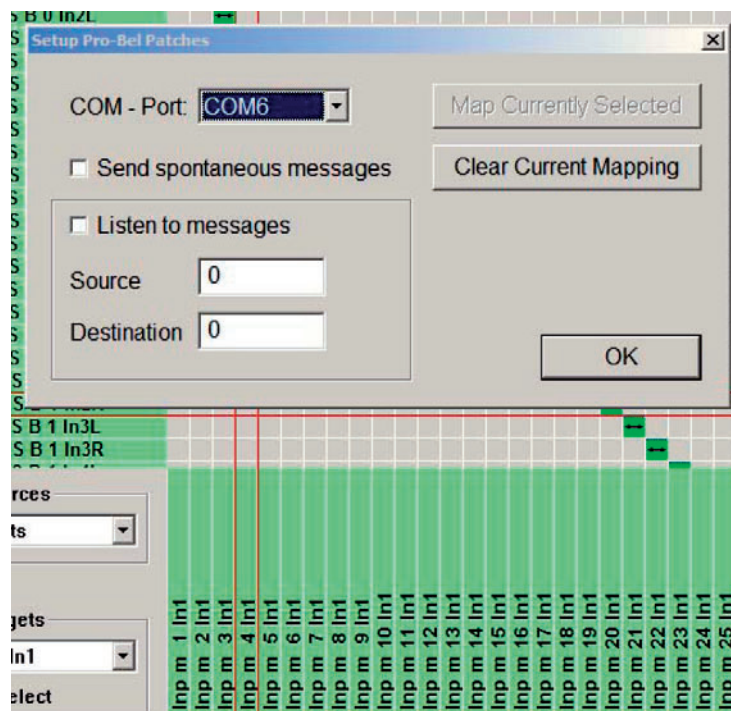 S B 0 In2L
Setup Pro-Bel Patches
COM - Port: COM6
Map Currently Selected
Send spontaneous messages
Clear Current Mapping
Listen to messages
Source 0
Destination 0
OK
S B 1 In3L
S B 1 In3R
rces
ts
gets
In1
elect
Inp m 1 In1
Inp m 2 In1
Inp m 3 In1
Inp m 4 In1
Inp m 5 In1
Inp m 6 In1
Inp m 7 In1
Inp m 8 In1
Inp m 9 In1
Inp m 10 In1
Inp m 11 In1
Inp m 12 In1
Inp m 13 In1
Inp m 14 In1
Inp m 15 In1
Inp m 16 In1
Inp m 17 In1
Inp m 18 In1
Inp m 19 In1
Inp m 20 In1
Inp m 21 In1
Inp m 22 In1
Inp m 23 In1
Inp m 24 In1
Inp m 25 In1